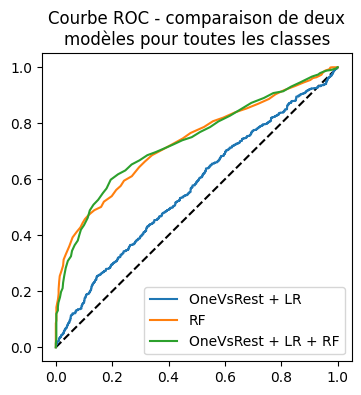 Courbe ROC - comparaison de deux
modèles pour toutes les classes
1.0
0.8
0.6
0.4
0.2
0.0
OneVsRest + LR
RF
OneVsRest + LR + RF
0.0 0.2 0.4 0.6 0.8 1.0